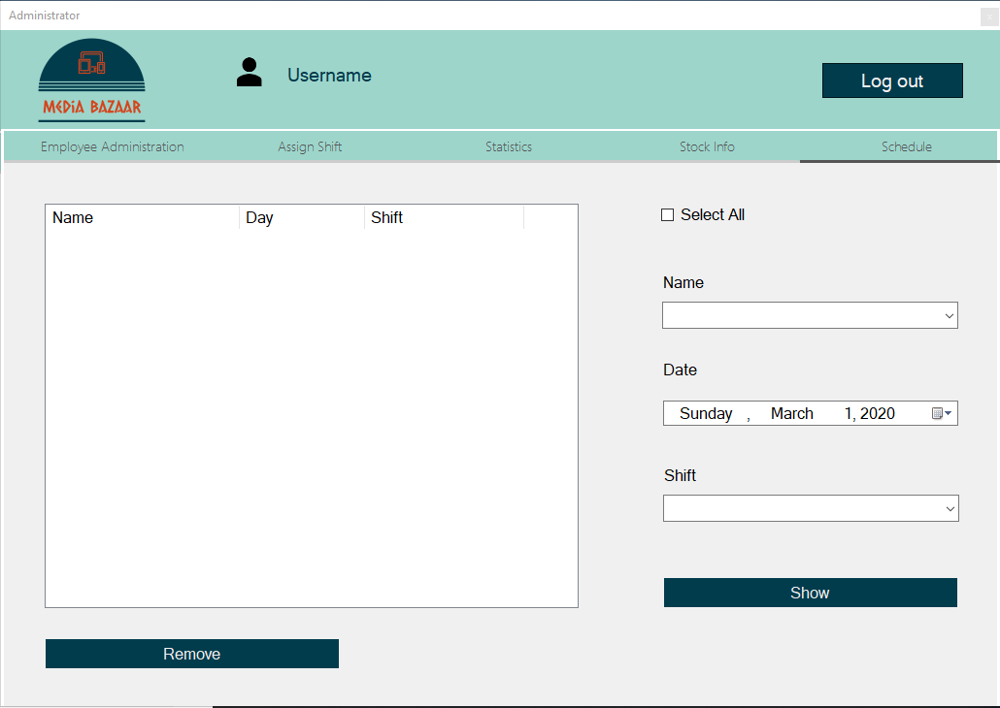 Administrator
MEDiA BAZAAR
Username
Log out
Employee Administration
Assign Shift
Statistics
Stock Info
Schedule
Name Day Shift
Select All
Name
Date
Sunday , March 1, 2020
Shift
Show
Remove